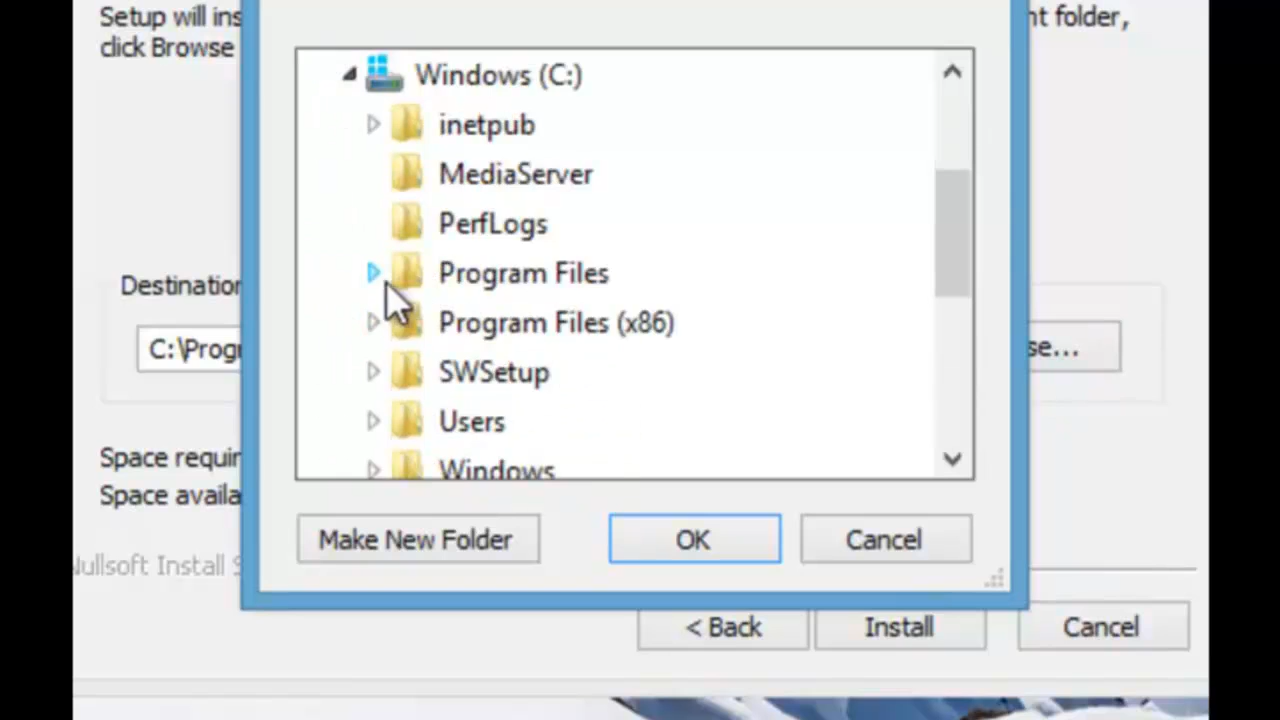 Setup will ins
nt folder,
click Browse
Windows (C:)
inetpub
MediaServer
PerfLogs
Program Files
Destination
Program Files (x86)
C:\Progr
se...
SWSetup
Users
Space requir
Windows
Space availa
Make New Folder
OK
Cancel
Nullsoft Install S
< Back
Install
Cancel